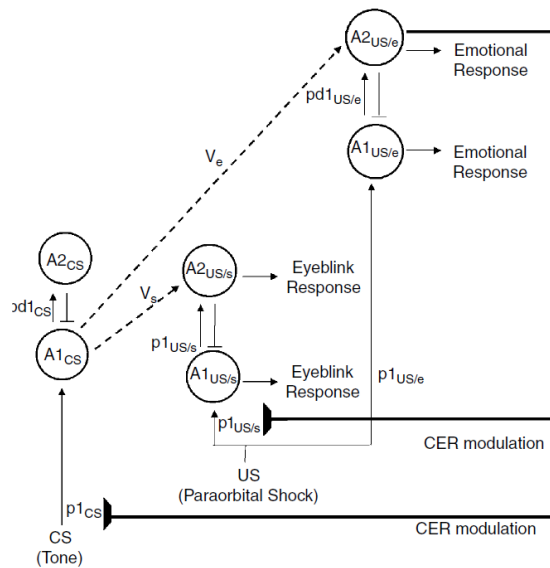 A2US/e
Emotional
Response
pd1US/e
A1US/e
Emotional
Response
Ve
A2CS
A2US/s
Eyeblink
Response
pd1CS
Vs
A1CS
p1US/s
A1US/s
Eyeblink
Response
p1US/e
p1US/s
CER modulation
US
(Paraorbital Shock)
p1CS
CER modulation
CS
(Tone)